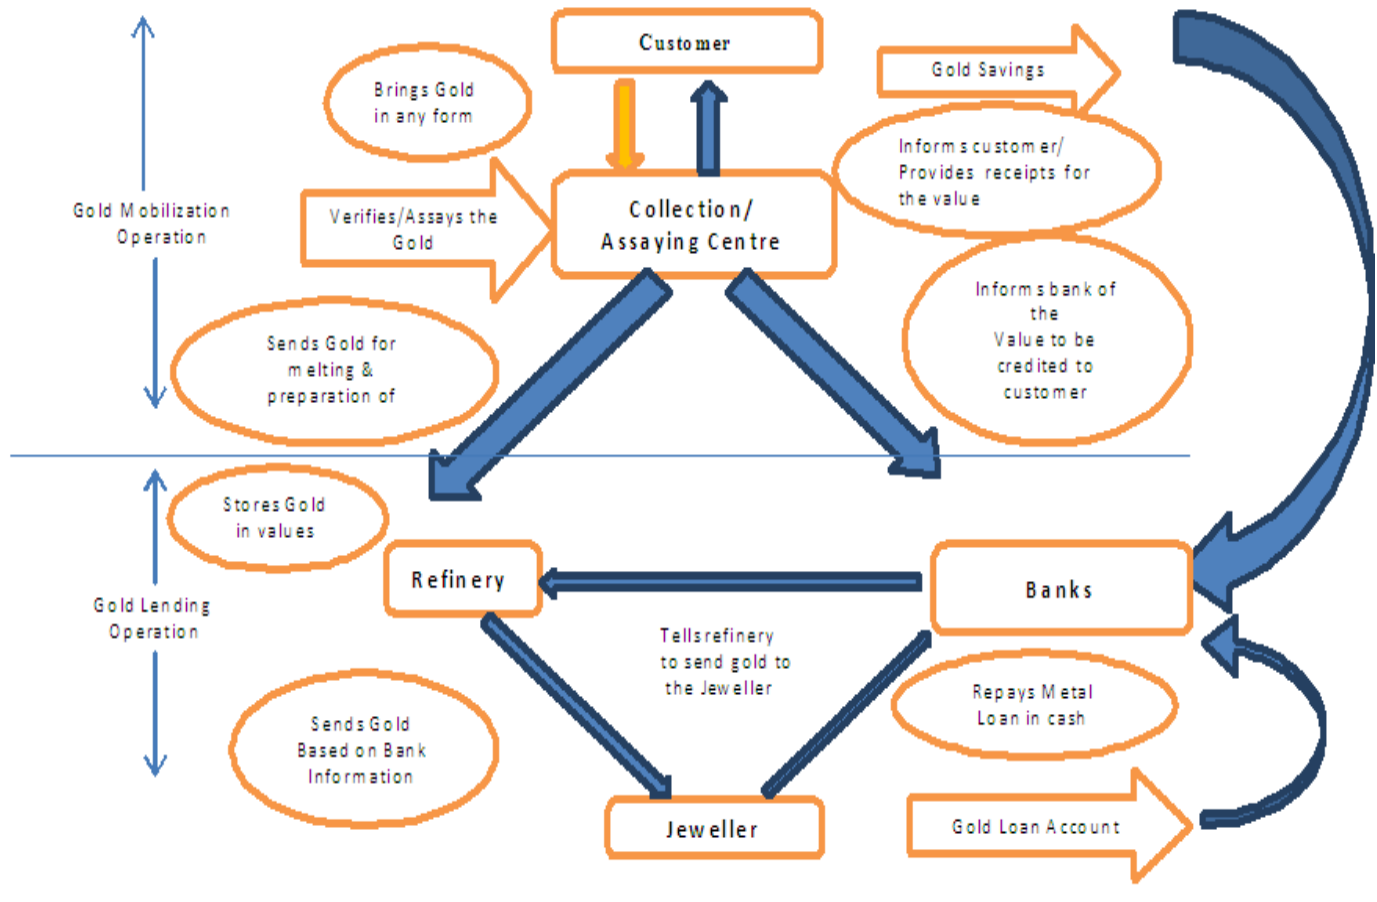 Customer
Gold Savings
Brings Gold
in any form
Informs customer/
Provides receipts for
the value
Verifies/Assays the
Gold
Collection/
Assaying Centre
Gold Mobilization
Operation
Informs bank of
the
Value to be
credited to
customer
Sends Gold for
melting &
preparation of
Stores Gold
in values
Refinery
Banks
Gold Lending
Operation
Tells refinery
to send gold to
the Jeweller
Repays Metal
Loan in cash
Sends Gold
Based on Bank
Information
Jeweller
Gold Loan Account